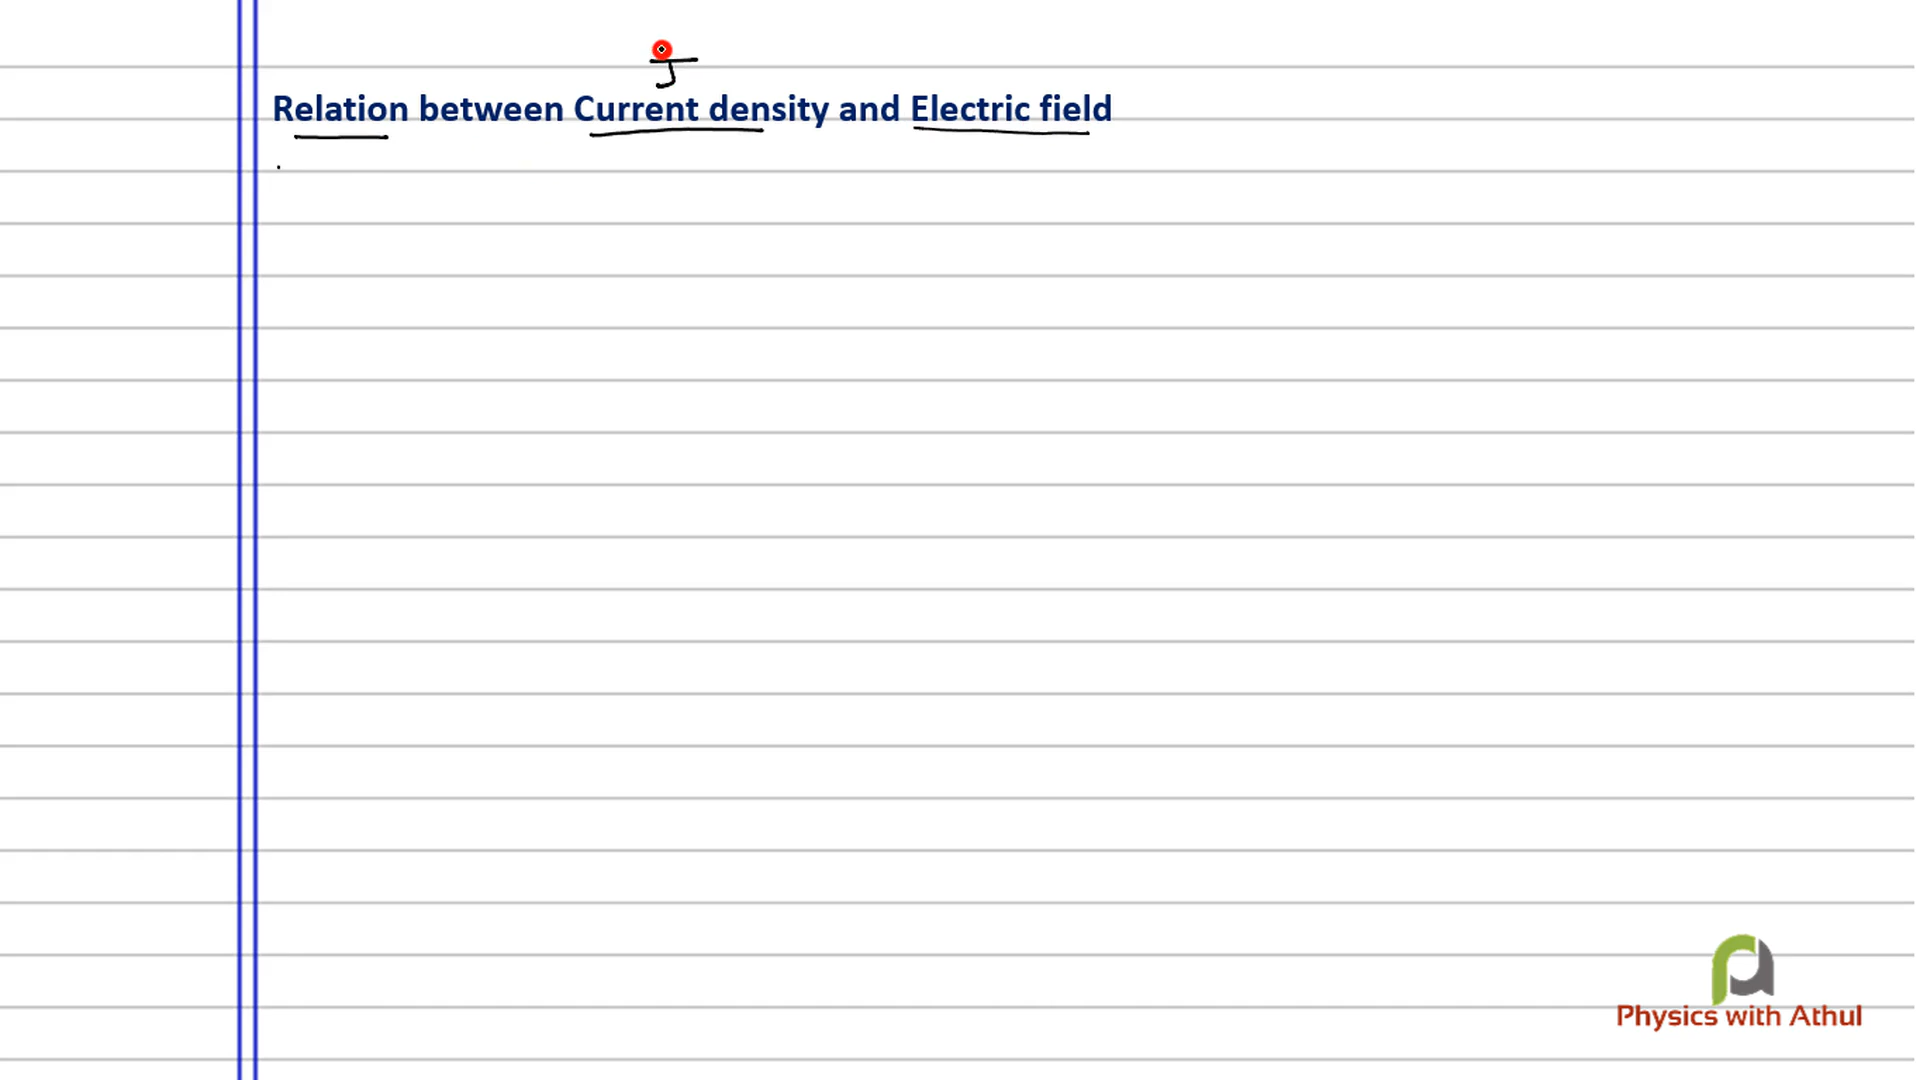 J
Relation between Current density and Electric field
Physics with Athul